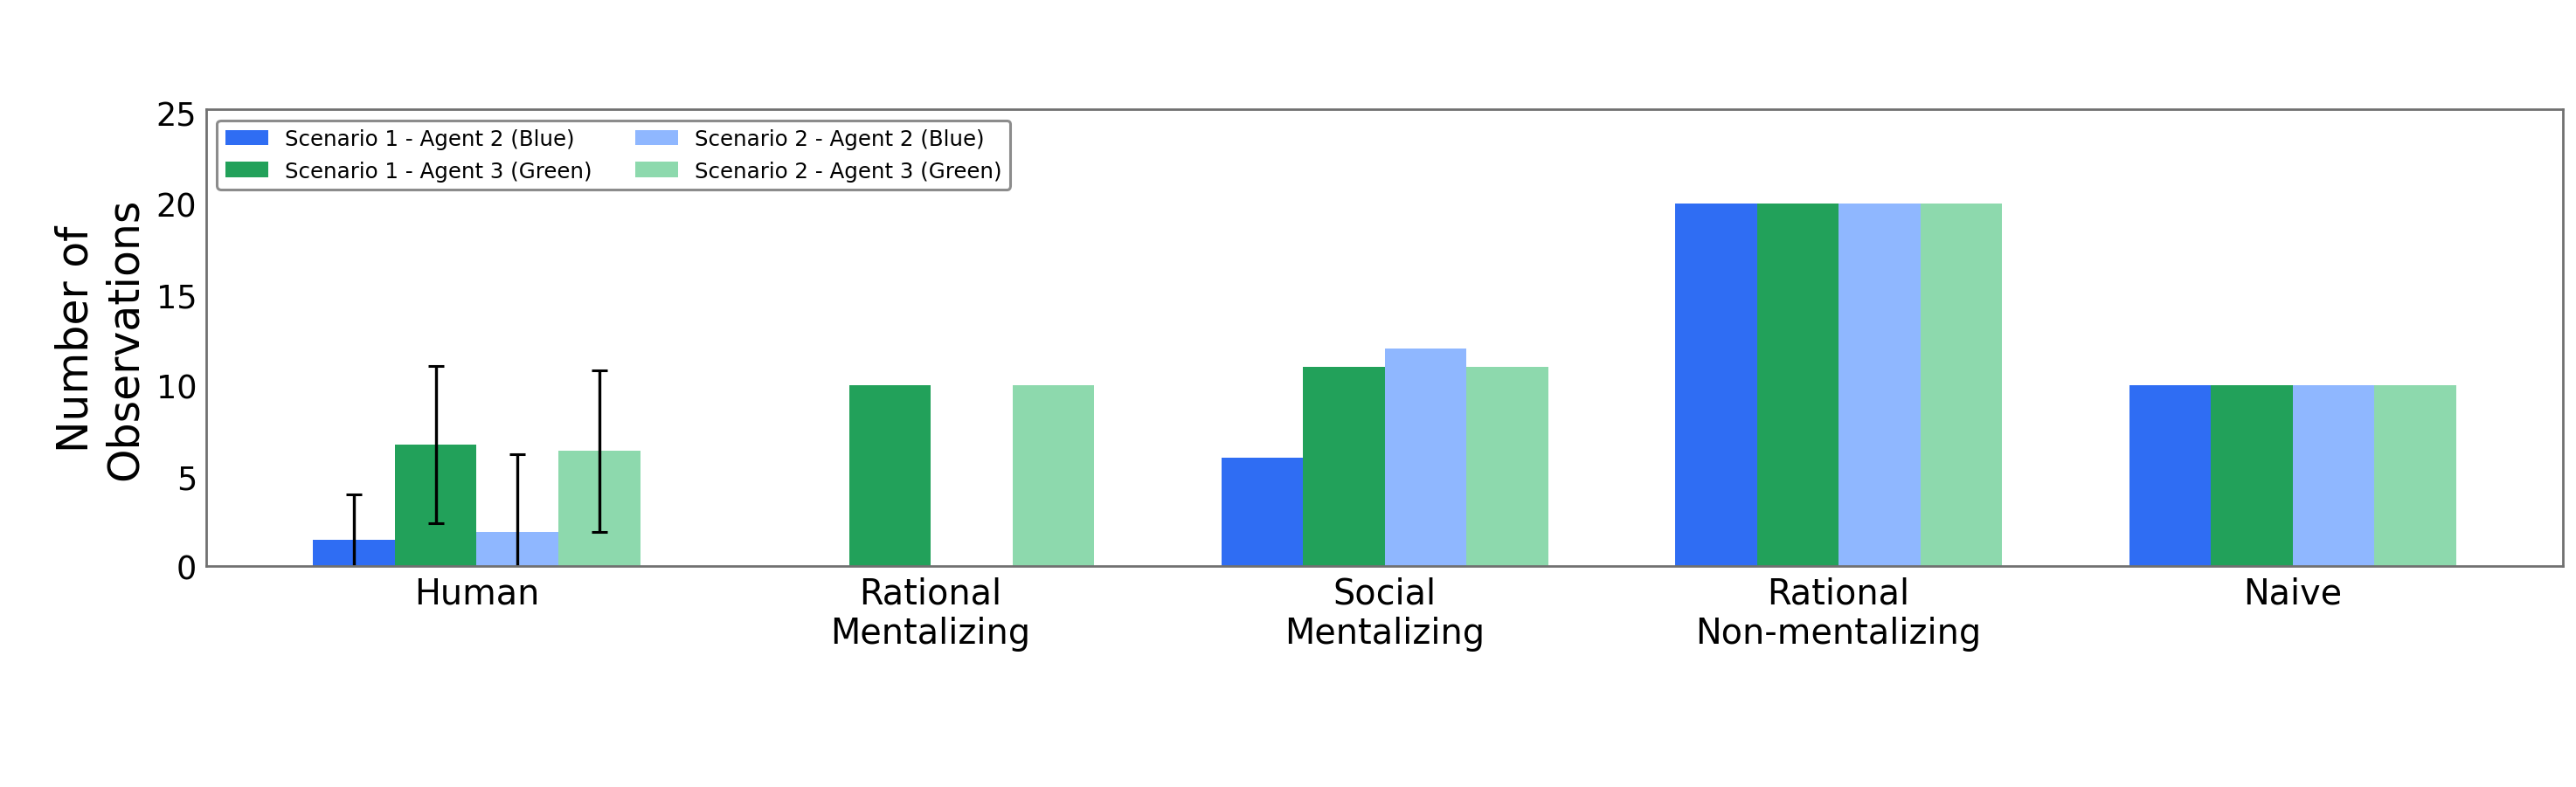 Number of
Observations
25
20
15
10
5
0
Scenario 1 - Agent 2 (Blue)
Scenario 1 - Agent 3 (Green)
Scenario 2 - Agent 2 (Blue)
Scenario 2 - Agent 3 (Green)
Human
Rational
Mentalizing
Social
Mentalizing
Rational
Non-mentalizing
Naive